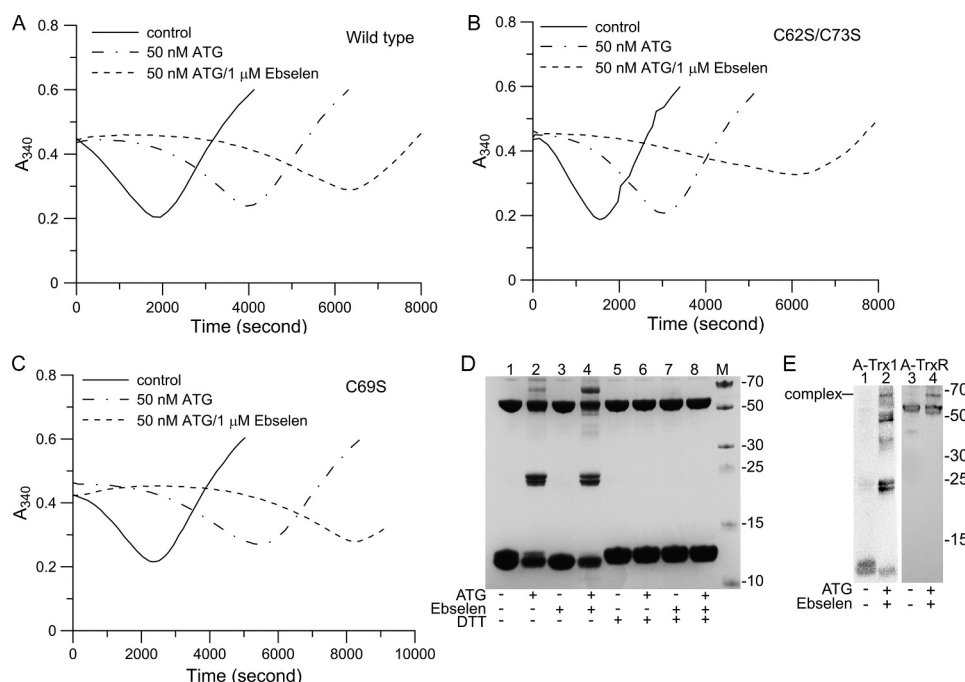 A
control
50 nM ATG
50 nM ATG/1 μM Ebselen
Wild type
0.8
0.6
0.4
0.2
0
A340
0 2000 4000 6000 8000
Time (second)
B
control
50 nM ATG
50 nM ATG/1 μM Ebselen
C62S/C73S
0.8
0.6
0.4
0.2
0
A340
0 2000 4000 6000 8000
Time (second)
C
control
50 nM ATG
50 nM ATG/1 μM Ebselen
C69S
0.8
0.6
0.4
0.2
0
A340
0 2000 4000 6000 8000 10000
Time (second)
D
1 2 3 4 5 6 7 8 M
-70
-50
-30
-25
-15
-10
ATG - + - + - + - +
Ebselen - - + + - - + +
DTT - - - - + + + +
E
A-Trx1 A-TrxR
1 2 3 4
complex
-70
-50
-30
-25
-15
ATG - + - +
Ebselen - + - +